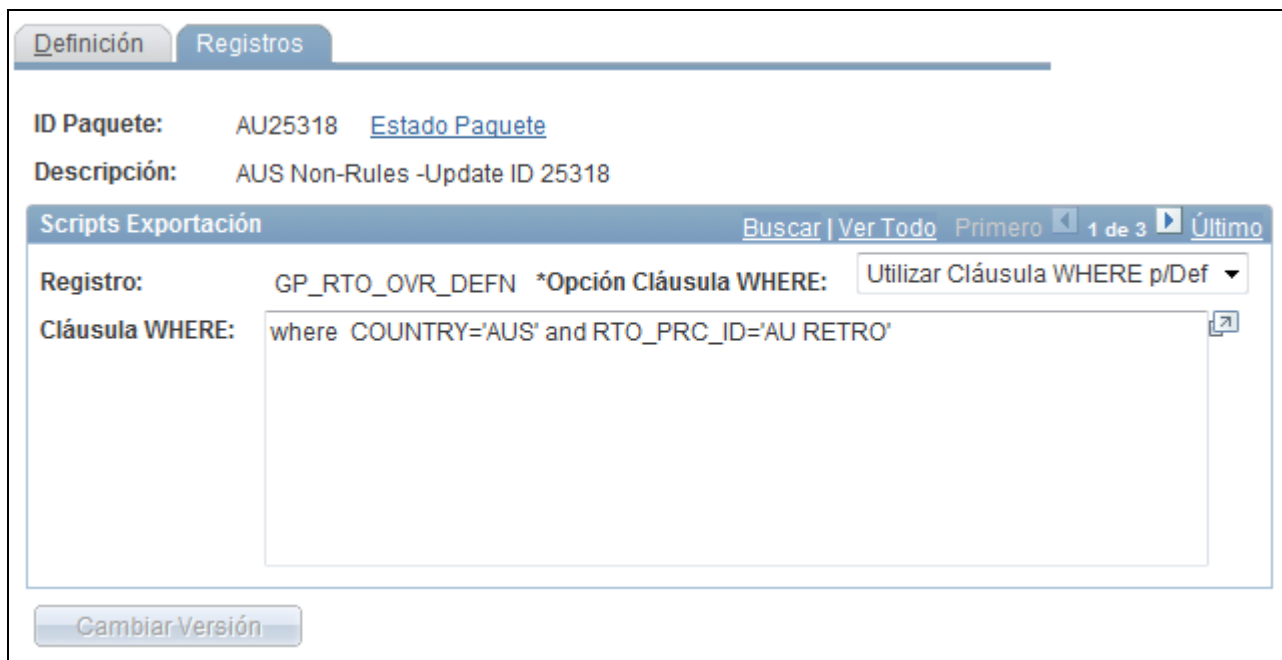 Definición Registros
ID Paquete: AU25318 Estado Paquete
Descripción: AUS Non-Rules -Update ID 25318
Scripts Exportación Buscar | Ver Todo Primero 1 de 3 Último
Registro: GP_RTO_OVR_DEFN *Opción Cláusula WHERE: Utilizar Cláusula WHERE p/Def
Cláusula WHERE: where COUNTRY='AUS' and RTO_PRC_ID='AU RETRO'
Cambiar Versión